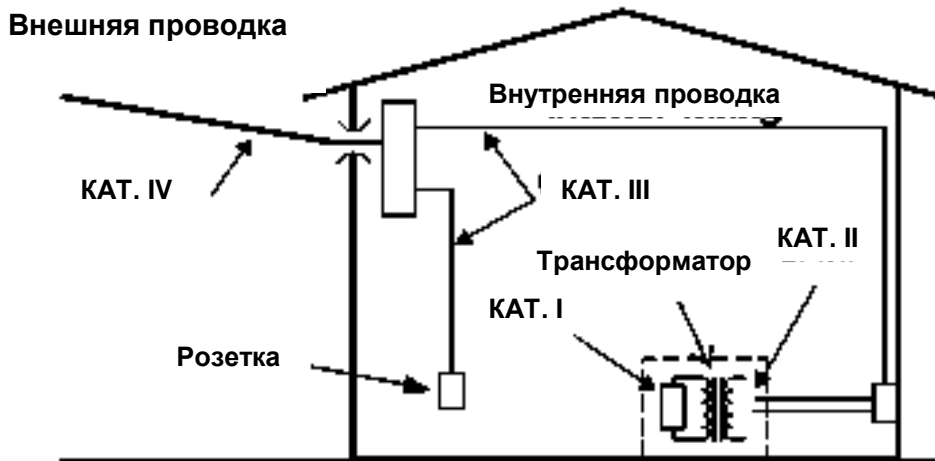 Внешняя проводка
Внутренняя проводка
КАТ. IV
КАТ. III
КАТ. II
Трансформатор
КАТ. I
Розетка